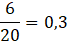 6/20 = 0,3